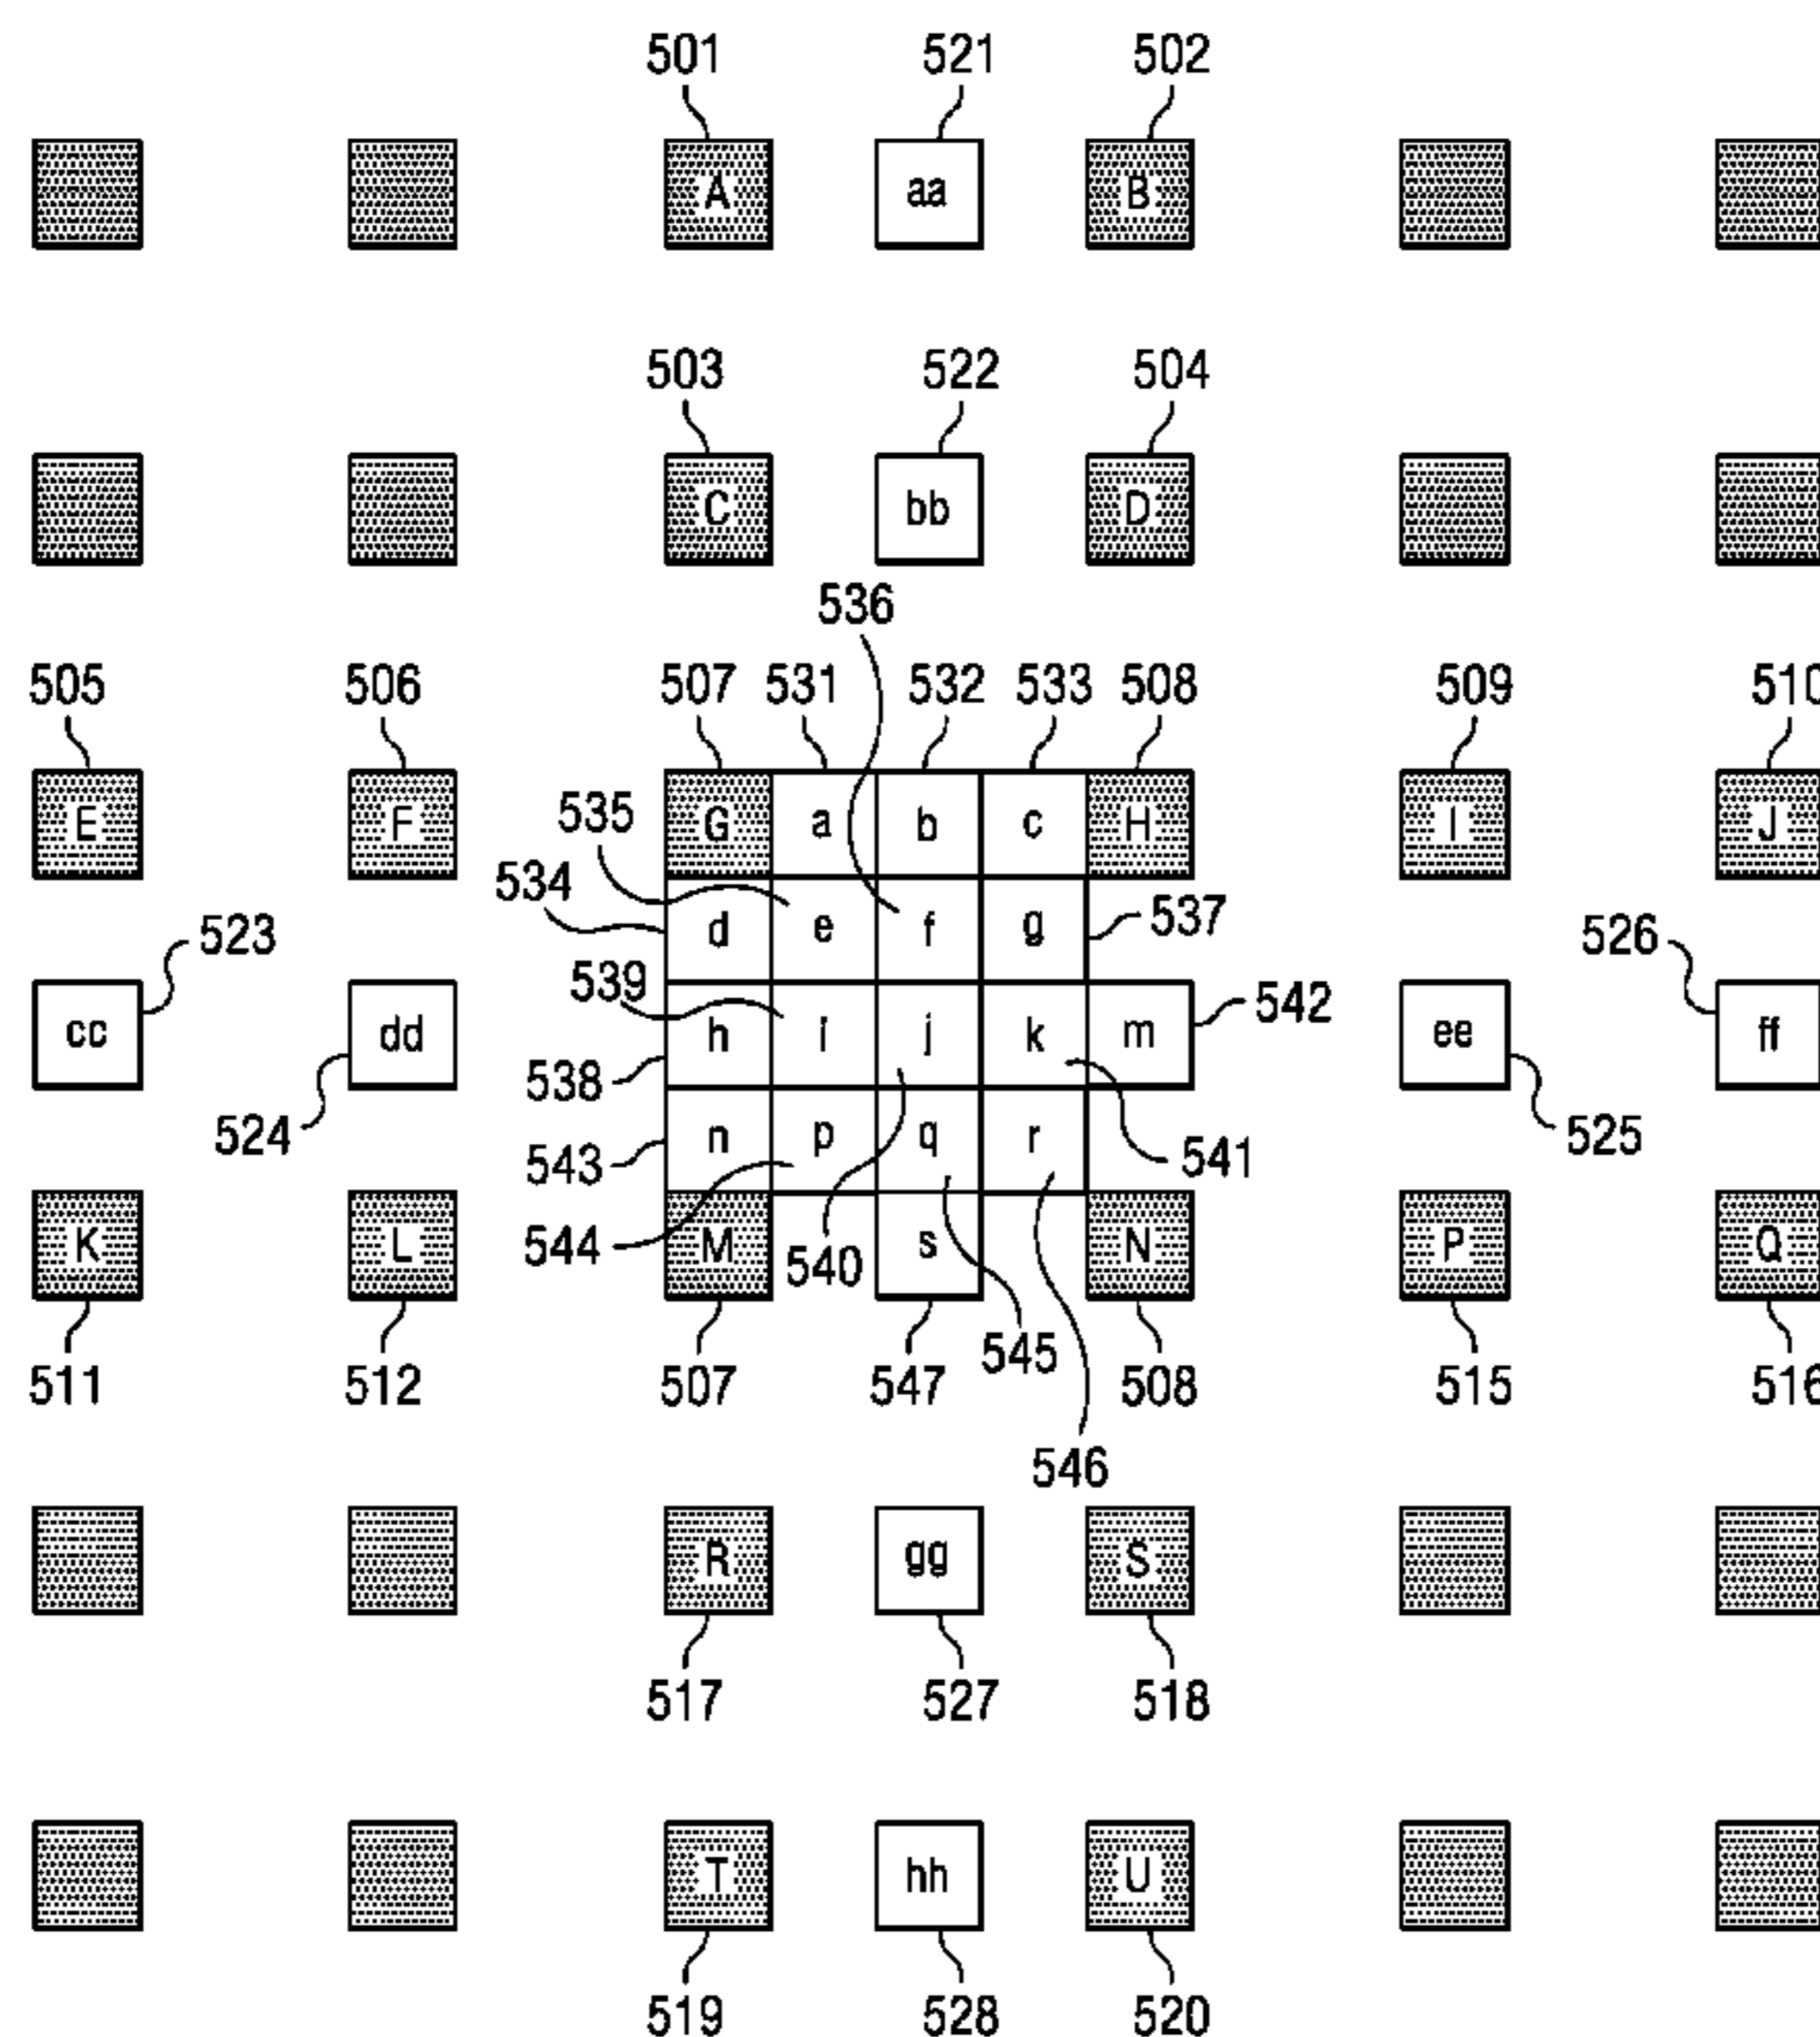 501 521 502
A aa B
503 522 504
C bb D
536
505 506 507 531 532 533 508 509 510
E F G a b c H I J
535
534 d e f g 537
523 526
539
cc dd h i j k m 542 ee ff
538
524 543 n p q r 541 525
K L 544 M 540 s N P Q
545
511 512 507 547 508 515 516
546
R gg S
517 527 518
T hh U
519 528 520